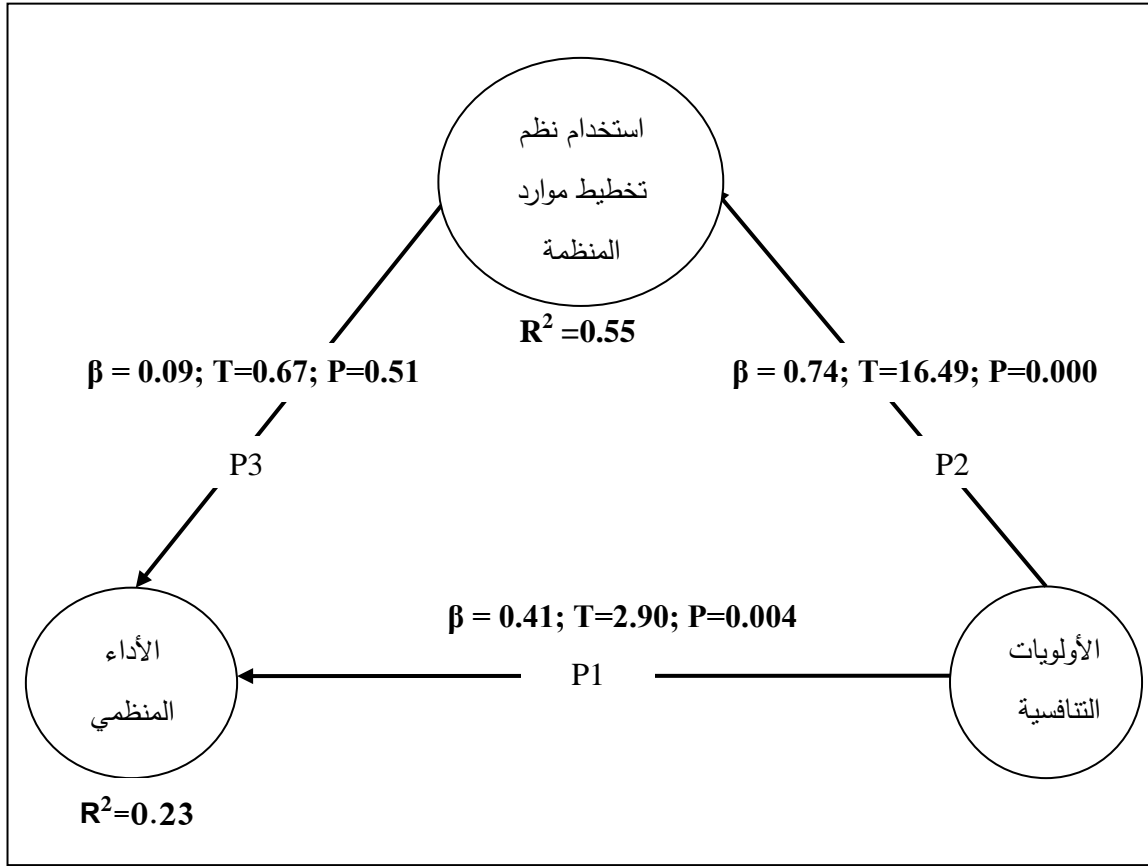 استخدام نظم
تخطيط موارد
المنظمة
R² =0.55
β = 0.09; T=0.67; P=0.51
β = 0.74; T=16.49; P=0.000
P3
P2
β = 0.41; T=2.90; P=0.004
P1
الأولويات
التنافسية
الأداء
المنظمي
R²=0.23